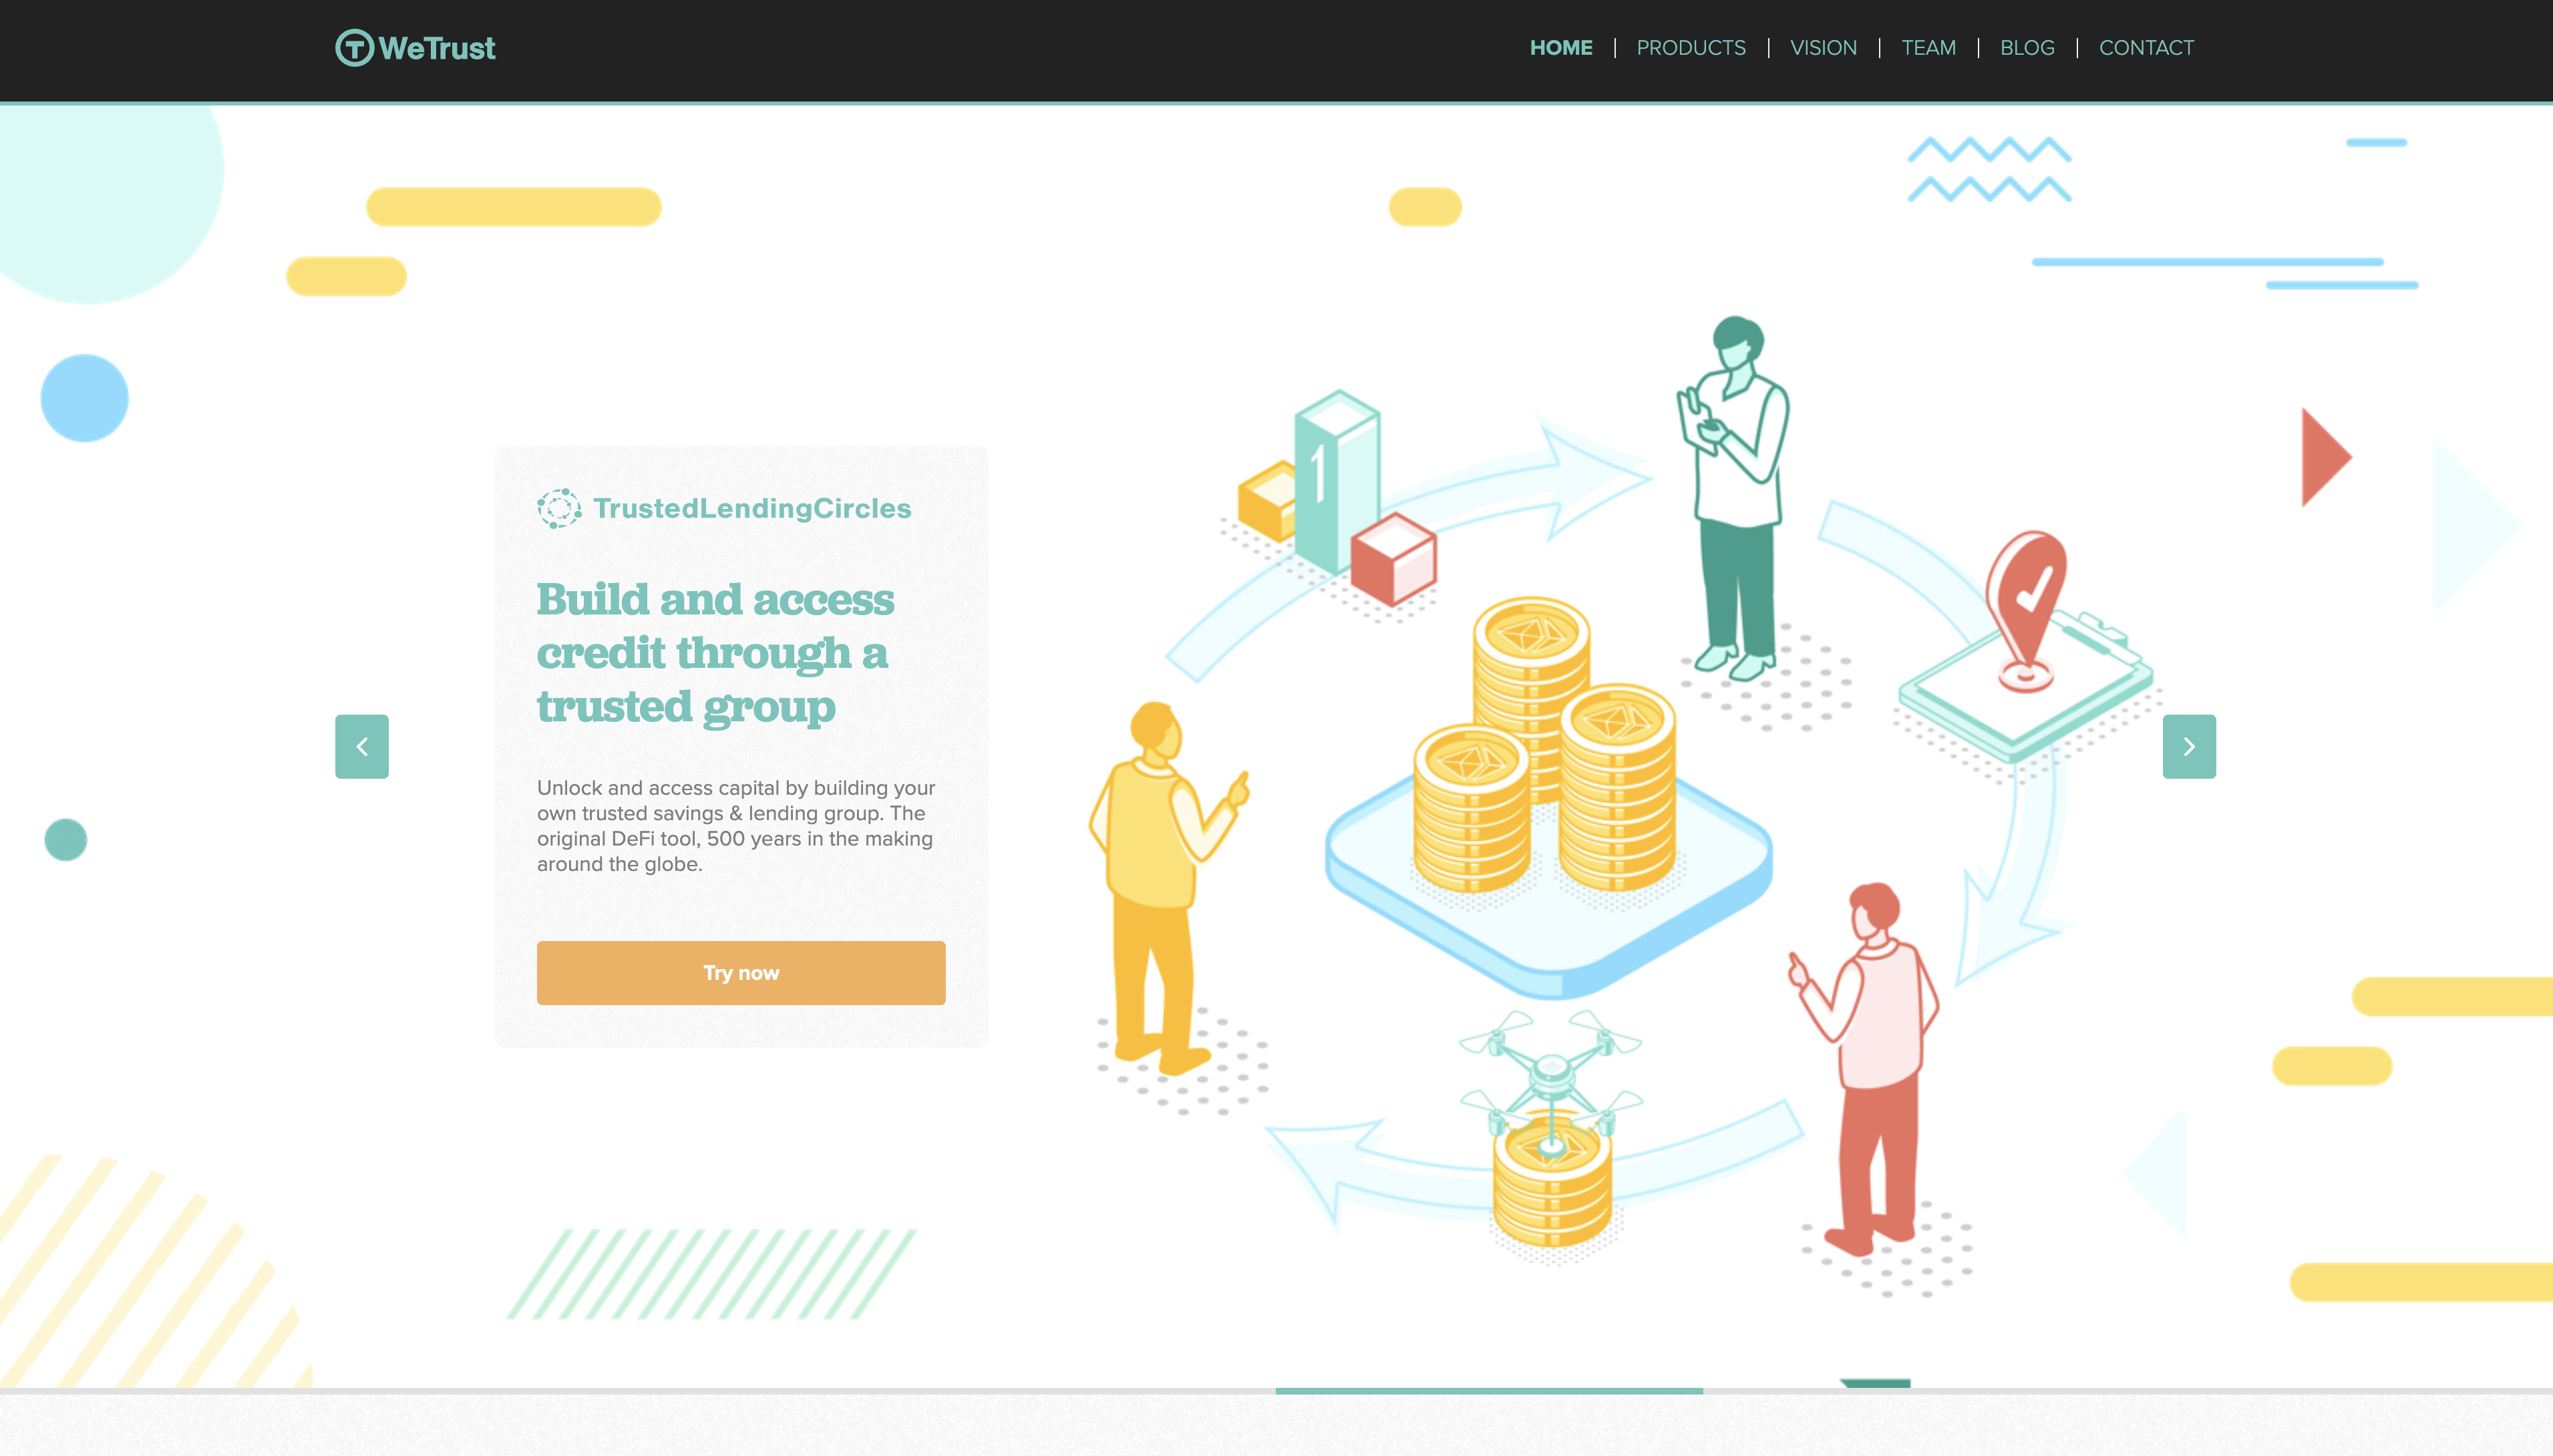 WeTrust
HOME
PRODUCTS
VISION
TEAM
BLOG
CONTACT
TrustedLendingCircles
Build and access
credit through a
trusted group
Unlock and access capital by building your
own trusted savings & lending group. The
original DeFi tool, 500 years in the making
around the globe.
Try now
1